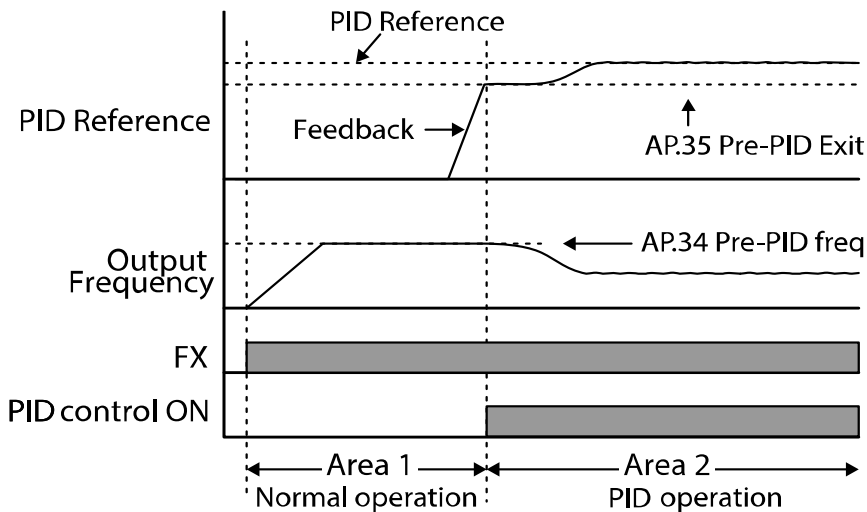 PID Reference
PID Reference
Feedback
AP.35 Pre-PID Exit
Output
Frequency
AP.34 Pre-PID freq
FX
PID control ON
Area 1
Area 2
Normal operation
PID operation